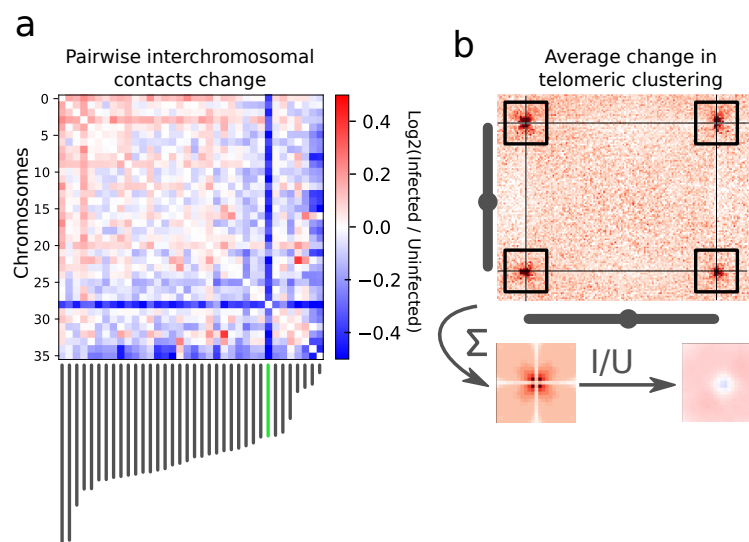 a
Pairwise interchromosomal
contacts change
0
5
10
15
20
25
30
35
Chromosomes
0.4
0.2
0.0
−0.2
−0.4
Log2(Infected / Uninfected)
b
Average change in
telomeric clustering
Σ
I/U